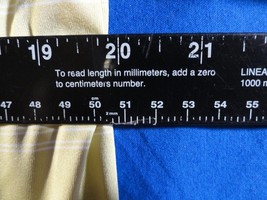 19 20 21
To read length in millimeters, add a zero LINEA
to centimeters number. 1000 m
cm
47 48 49 50 51 52 53 54 55